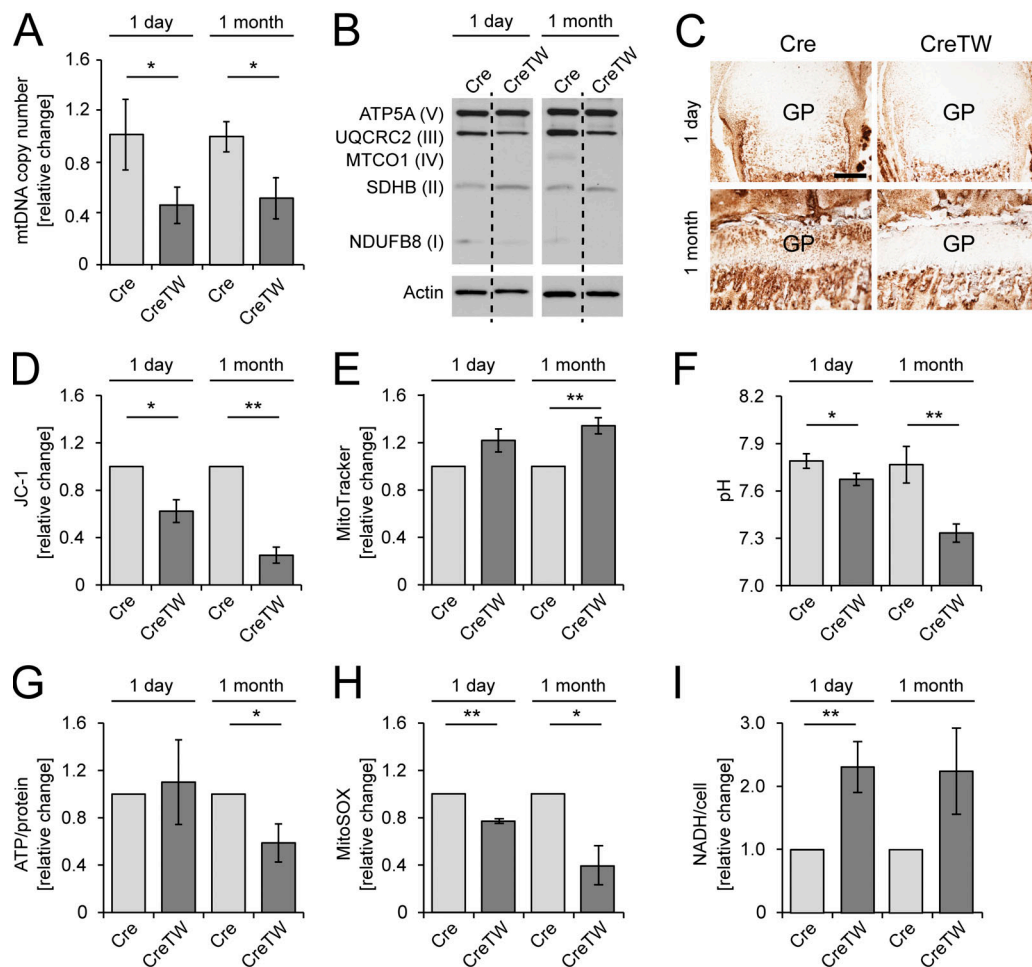 A
1 day
1 month
mtDNA copy number
[relative change]
1.6
1.2
0.8
0.4
0
*
*
Cre
CreTW
Cre
CreTW
B
1 day
1 month
Cre
CreTW
Cre
CreTW
ATP5A (V)
UQCRC2 (III)
MTCO1 (IV)
SDHB (II)
NDUFB8 (I)
Actin
C
Cre
CreTW
1 day
GP
GP
1 month
GP
GP
D
1 day
1 month
JC-1
[relative change]
1.6
1.2
0.8
0.4
0
*
**
Cre
CreTW
Cre
CreTW
E
1 day
1 month
MitoTracker
[relative change]
1.6
1.2
0.8
0.4
0
**
Cre
CreTW
Cre
CreTW
F
1 day
1 month
pH
8.2
7.9
7.6
7.3
7.0
*
**
Cre
CreTW
Cre
CreTW
G
1 day
1 month
ATP/protein
[relative change]
1.6
1.2
0.8
0.4
0
*
Cre
CreTW
Cre
CreTW
H
1 day
1 month
MitoSOX
[relative change]
1.6
1.2
0.8
0.4
0
**
*
Cre
CreTW
Cre
CreTW
I
1 day
1 month
NADH/cell
[relative change]
3.0
2.0
1.0
0
**
Cre
CreTW
Cre
CreTW